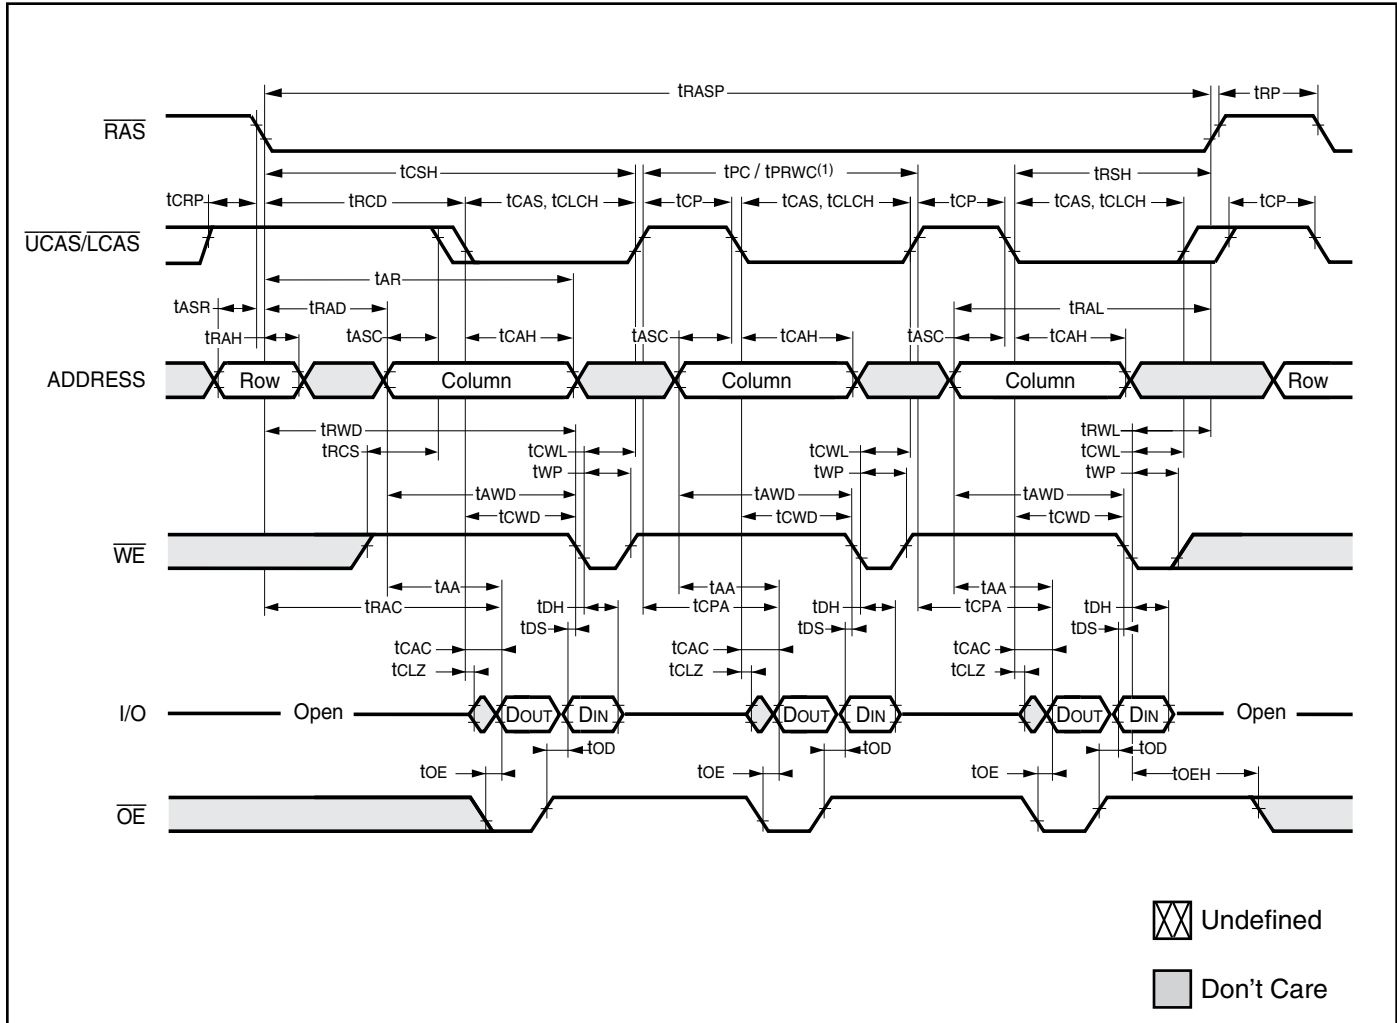 tRASP
tRP
RAS
tCSH
tPC / tPRWC(1)
tRSH
tCRP
tRCD
tCAS, tCLCH
tCP
tCAS, tCLCH
tCP
tCAS, tCLCH
tCP
UCAS/LCAS
tAR
tASR
tRAD
tRAL
tRAH
tASC
tCAH
tASC
tCAH
tASC
tCAH
ADDRESS
Row
Column
Column
Column
Row
tRWD
tRWL
tRCS
tCWL
tCWL
tCWL
tWP
tWP
tWP
tAWD
tAWD
tAWD
tCWD
tCWD
tCWD
WE
tAA
tAA
tAA
tRAC
tDH
tCPA
tDH
tCPA
tDH
tDS
tDS
tDS
tCAC
tCAC
tCAC
tCLZ
tCLZ
tCLZ
I/O
Open
DOUT
DIN
DOUT
DIN
DOUT
DIN
Open
tOD
tOD
tOD
tOE
tOE
tOE
tOEH
OE
Undefined
Don't Care